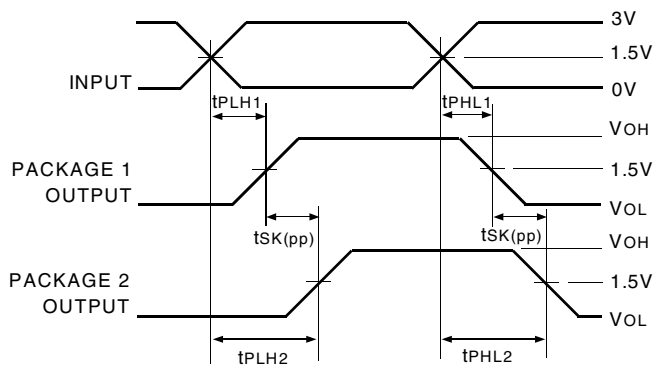 3V
1.5V
INPUT
0V
tPLH1
tPHL1
VOH
PACKAGE 1
OUTPUT
1.5V
VOL
tSK(pp)
tSK(pp)
VOH
PACKAGE 2
OUTPUT
1.5V
VOL
tPLH2
tPHL2